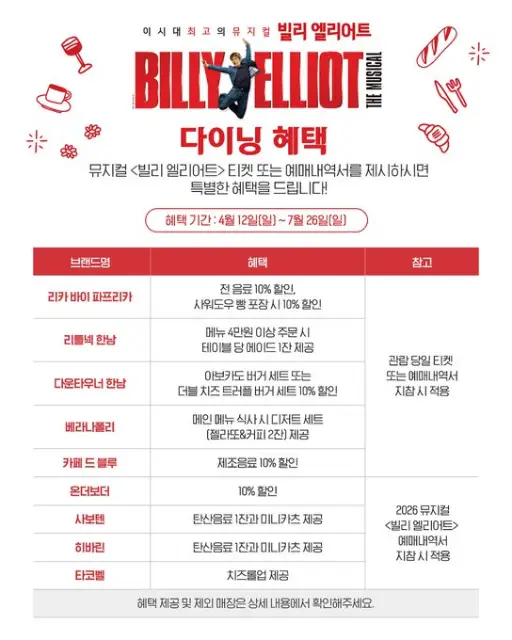 이 시대 최고의 뮤지컬 빌리 엘리어트
BILLY ELLIOT
THE MUSICAL
다이닝 혜택
뮤지컬 <빌리 엘리어트> 티켓 또는 예매내역서를 제시하시면
특별한 혜택을 드립니다!
혜택 기간 : 4월 12일(일) ~ 7월 26일(일)
브랜드명 혜택 참고
리카 바이 파프리카 전 음료 10% 할인,
사워도우 빵 포장 시 10% 할인
리틀넥 한남 메뉴 4만원 이상 주문 시
테이블 당 에이드 1잔 제공
다운타우너 한남 아보카도 버거 세트 또는
더블 치즈 트러플 버거 세트 10% 할인
베라나폴리 메인 메뉴 식사 시 디저트 세트
(젤라또&커피 2잔) 제공
카페 드 블루 제조음료 10% 할인
관람 당일 티켓
또는 예매내역서
지참 시 적용
온더보더 10% 할인
사보텐 탄산음료 1잔과 미니카츠 제공
히바린 탄산음료 1잔과 미니카츠 제공
타코벨 치즈롤업 제공
2026 뮤지컬
<빌리 엘리어트>
예매내역서
지참 시 적용
혜택 제공 및 제외 매장은 상세 내용에서 확인해주세요.